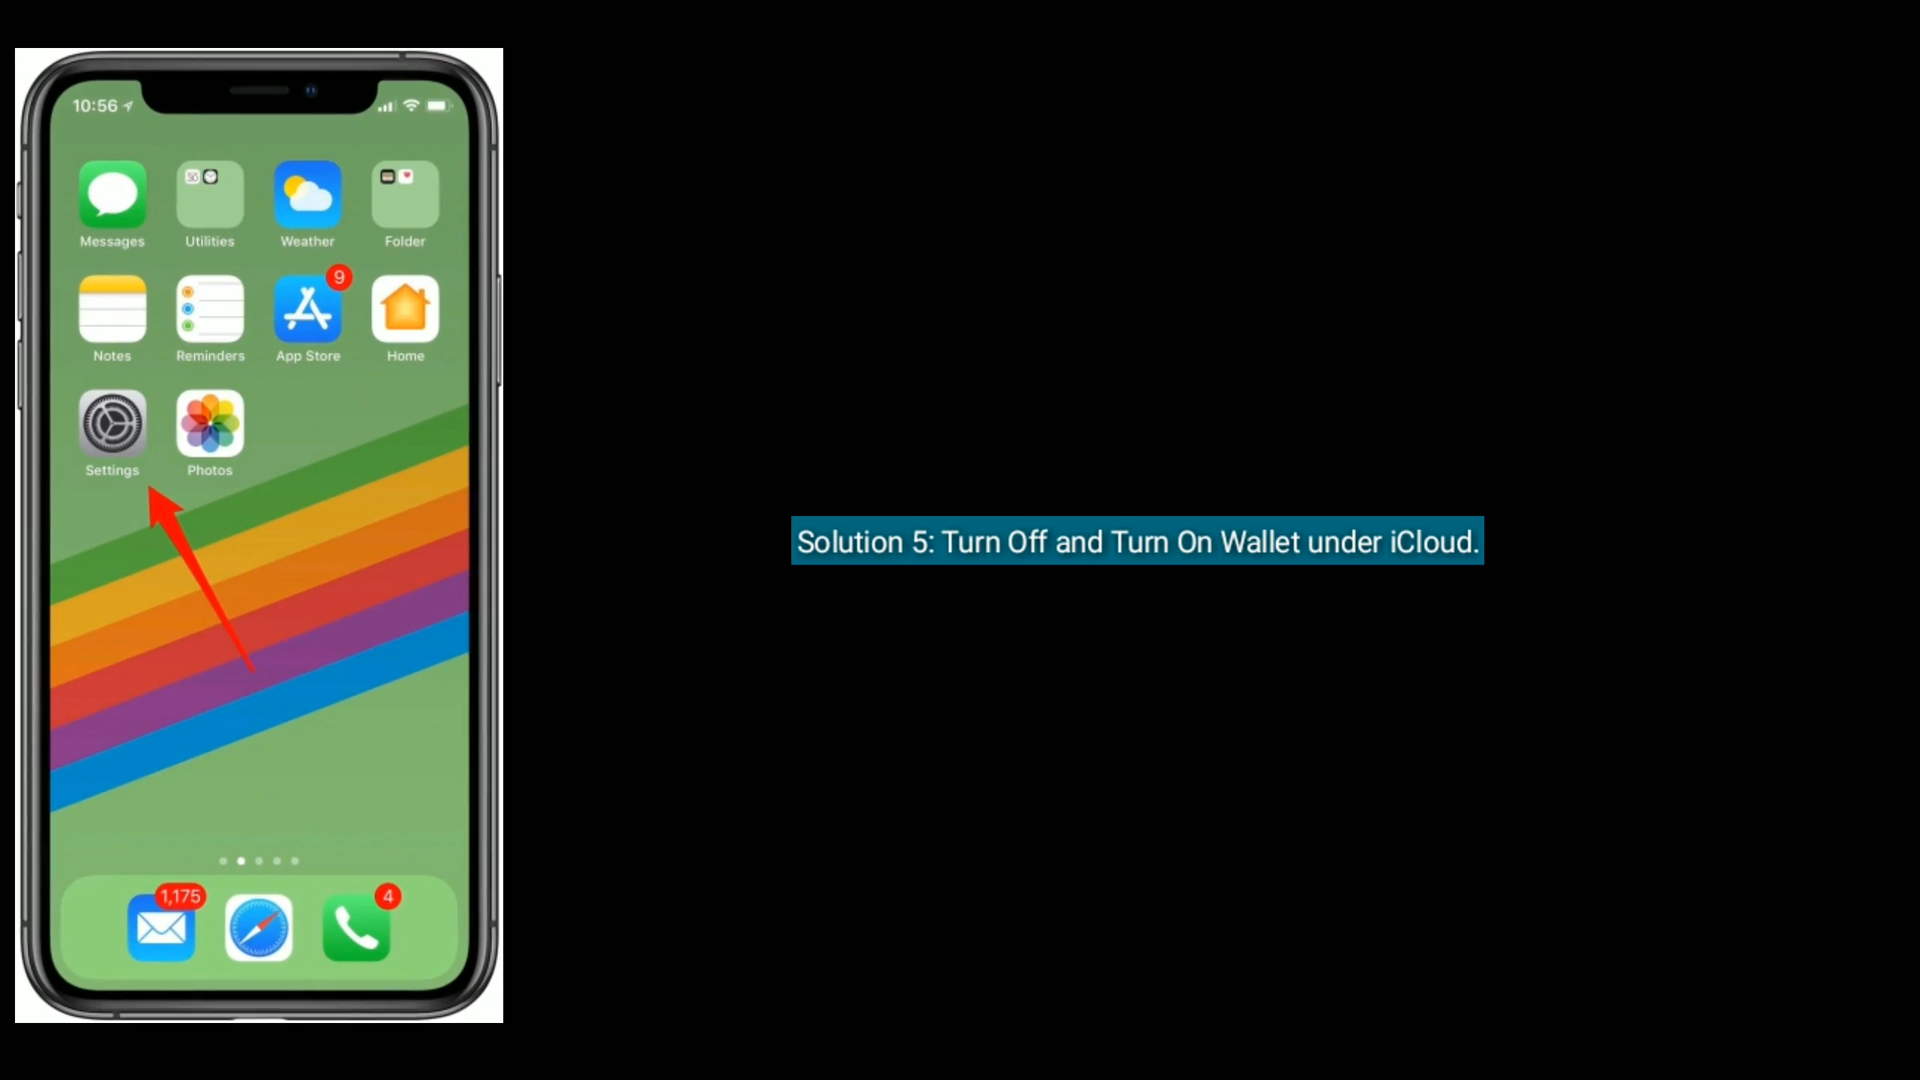 10:56
Messages
Utilities
Weather
Folder
9
Notes
Reminders
App Store
Home
Settings
Photos
1,175
4
Solution 5: Turn Off and Turn On Wallet under iCloud.